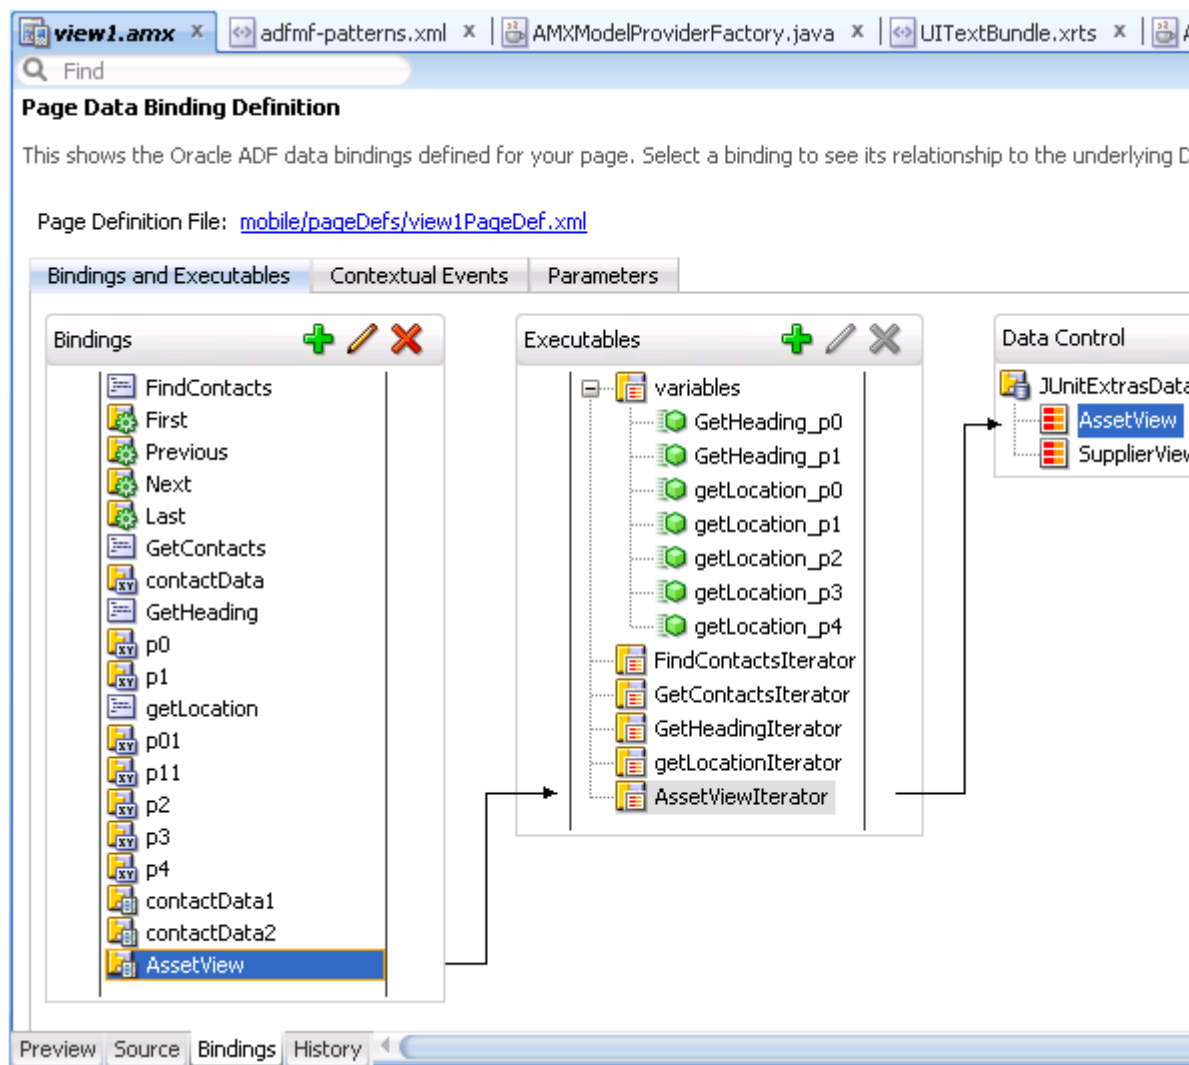 view1.amx x adfmf-patterns.xml x AMXModelProviderFactory.java x UITextBundle.xrts x
Find
Page Data Binding Definition
This shows the Oracle ADF data bindings defined for your page. Select a binding to see its relationship to the underlying D
Page Definition File: mobile/pageDefs/view1PageDef.xml
Bindings and Executables Contextual Events Parameters
Bindings
FindContacts
First
Previous
Next
Last
GetContacts
contactData
GetHeading
p0
p1
getLocation
p01
p11
p2
p3
p4
contactData1
contactData2
AssetView
Executables
variables
GetHeading_p0
GetHeading_p1
getLocation_p0
getLocation_p1
getLocation_p2
getLocation_p3
getLocation_p4
FindContactsIterator
GetContactsIterator
GetHeadingIterator
getLocationIterator
AssetViewIterator
Data Control
JUnitExtrasData
AssetView
SupplierView
Preview Source Bindings History